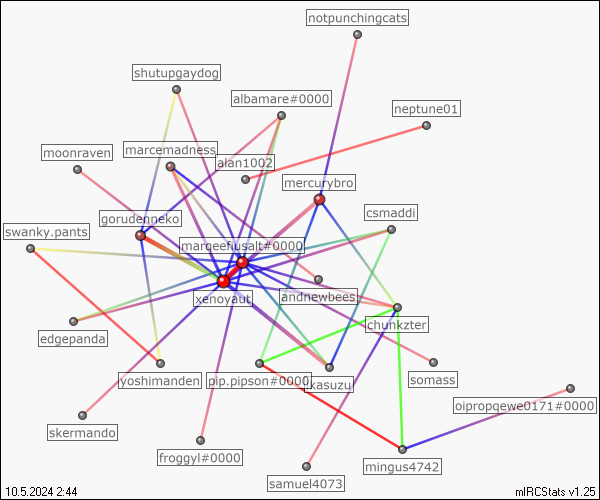 notpunchingcats
shutupgaydog
albamare#0000
neptune01
marcemadness
moonraven
alan1002
mercurybro
csmaddi
gorudenneko
swanky.pants
marqeefusalt#0000
xenoyaut
andnewbees
chunkzter
edgepanda
yoshimanden
pip.pipson#0000
kasuzu
somass
oipropqewe0171#0000
skermando
froggyl#0000
mingus4742
samuel4073
10.5.2024 2:44
mIRCStats v1.25